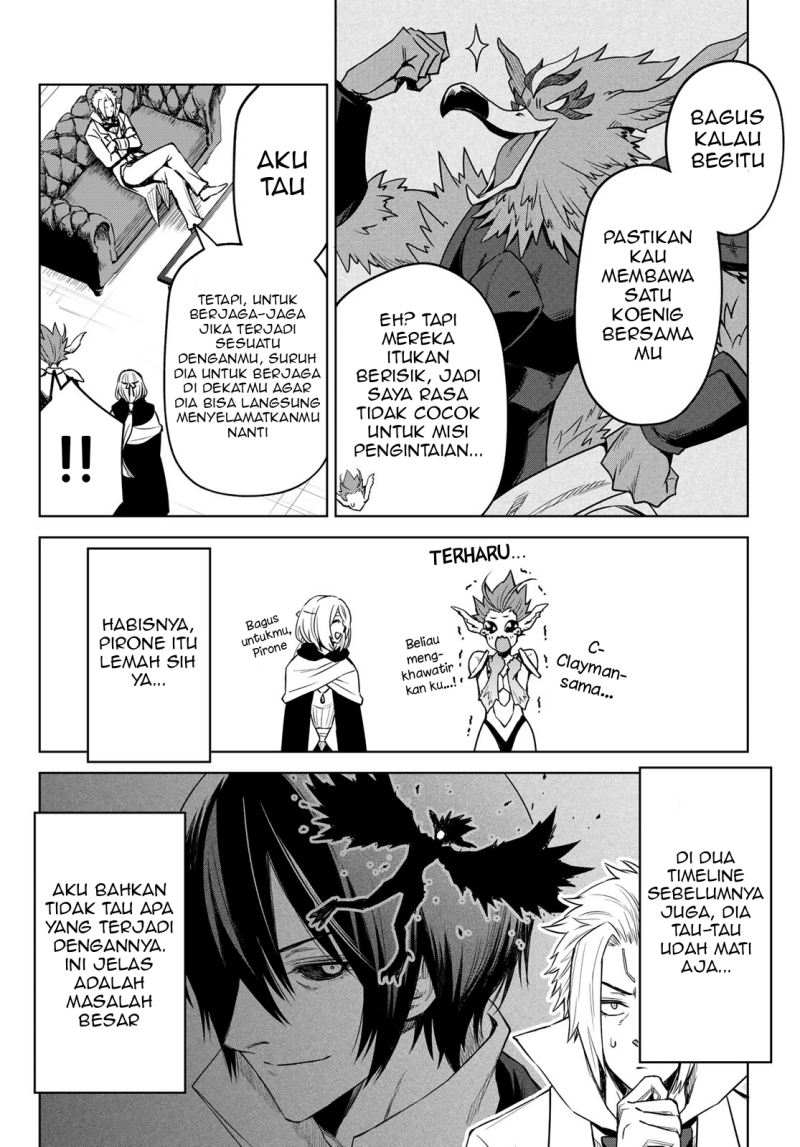 BAGUS
KALAU
BEGITU
PASTIKAN
KAU
MEMBAWA
SATU
KOENIG
BERSAMA
MU
EH? TAPI
MEREKA
ITUKAN
BERISIK, JADI
SAYA RASA
TIDAK COCOK
UNTUK MISI
PENGINTAIAN...
AKU
TAU
TETAPI, UNTUK
BERJAGA-JAGA
JIKA TERJADI
SESUATU
DENGANMU, SURUH
DIA UNTUK BERJAGA
DI DEKATMU AGAR
DIA BISA LANGSUNG
MENYELAMATKANMU
NANTI
!!
TERHARU...
C-
Clayman-
sama...
Beliau
meng-
khawatir
kan ku...!
Bagus
untukmu,
Pirone
HABISNYA,
PIRONE ITU
LEMAH SIH
YA...
DI DUA
TIMELINE
SEBELUMNYA
JUGA, DIA
TAU-TAU
UDAH MATI
AJA...
AKU BAHKAN
TIDAK TAU APA
YANG TERJADI
DENGANNYA.
INI JELAS
ADALAH
MASALAH
BESAR